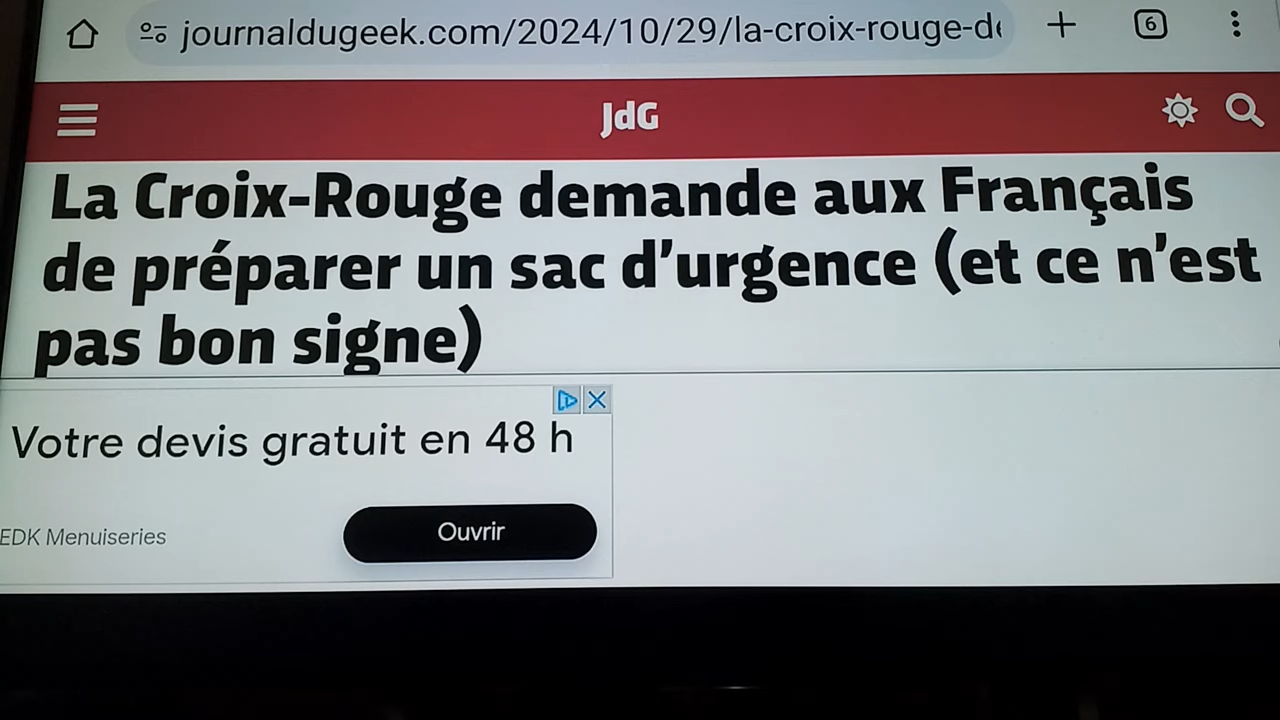 journaldugeek.com/2024/10/29/la-croix-rouge-de
6
JdG
La Croix-Rouge demande aux Français
de préparer un sac d'urgence (et ce n'est
pas bon signe)
Votre devis gratuit en 48 h
EDK Menuiseries
Ouvrir